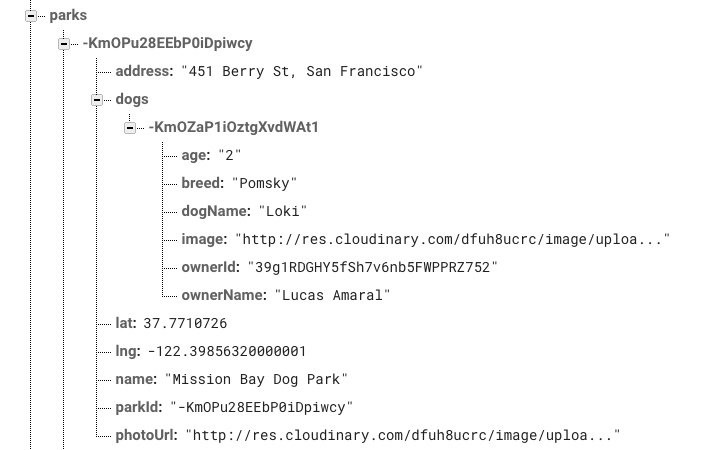 parks
-KmOPu28EEbP0iDpiwcy
address: "451 Berry St, San Francisco"
dogs
-KmOZaP1iOztgXvdWAt1
age: "2"
breed: "Pomsky"
dogName: "Loki"
image: "http://res.cloudinary.com/dfuh8ucrc/image/uploa..."
ownerId: "39g1RDGHY5fSh7v6nb5FWPPRZ752"
ownerName: "Lucas Amaral"
lat: 37.7710726
lng: -122.39856320000001
name: "Mission Bay Dog Park"
parkId: "-KmOPu28EEbP0iDpiwcy"
photoUrl: "http://res.cloudinary.com/dfuh8ucrc/image/uploa..."